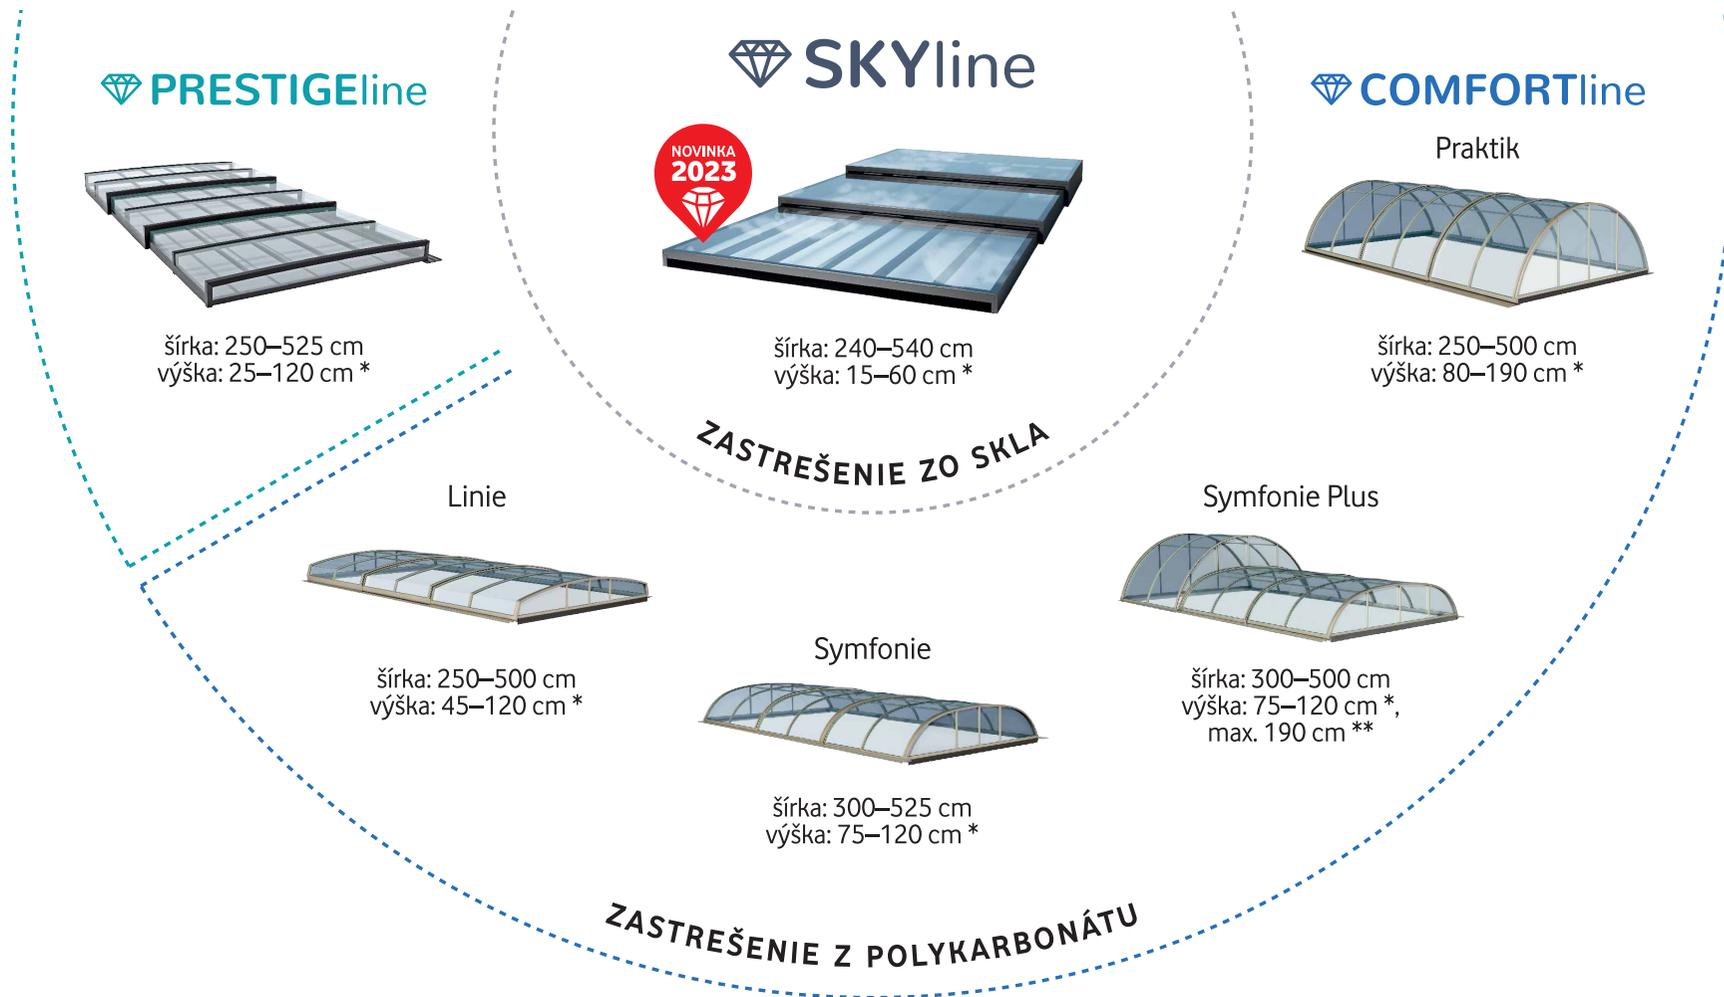 PRESTIGEline
šírka: 250–525 cm
výška: 25–120 cm *
SKYline
NOVINKA
2023
šírka: 240–540 cm
výška: 15–60 cm *
ZASTREŠENIE ZO SKLA
COMFORTline
Praktik
šírka: 250–500 cm
výška: 80–190 cm *
Linie
šírka: 250–500 cm
výška: 45–120 cm *
Symfonie
šírka: 300–525 cm
výška: 75–120 cm *
Symfonie Plus
šírka: 300–500 cm
výška: 75–120 cm *,
max. 190 cm **
ZASTREŠENIE Z POLYKARBONÁTU